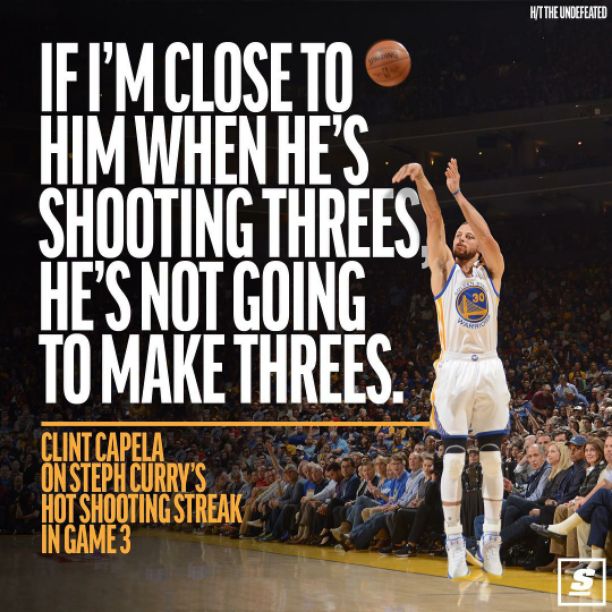 H/T THE UNDEFEATED
IF I'M CLOSE TO
HIM WHEN HE'S
SHOOTING THREES,
HE'S NOT GOING
TO MAKE THREES.
CLINT CAPELA
ON STEPH CURRY'S
HOT SHOOTING STREAK
IN GAME 3
SPALDING
30
WARRIORS
S